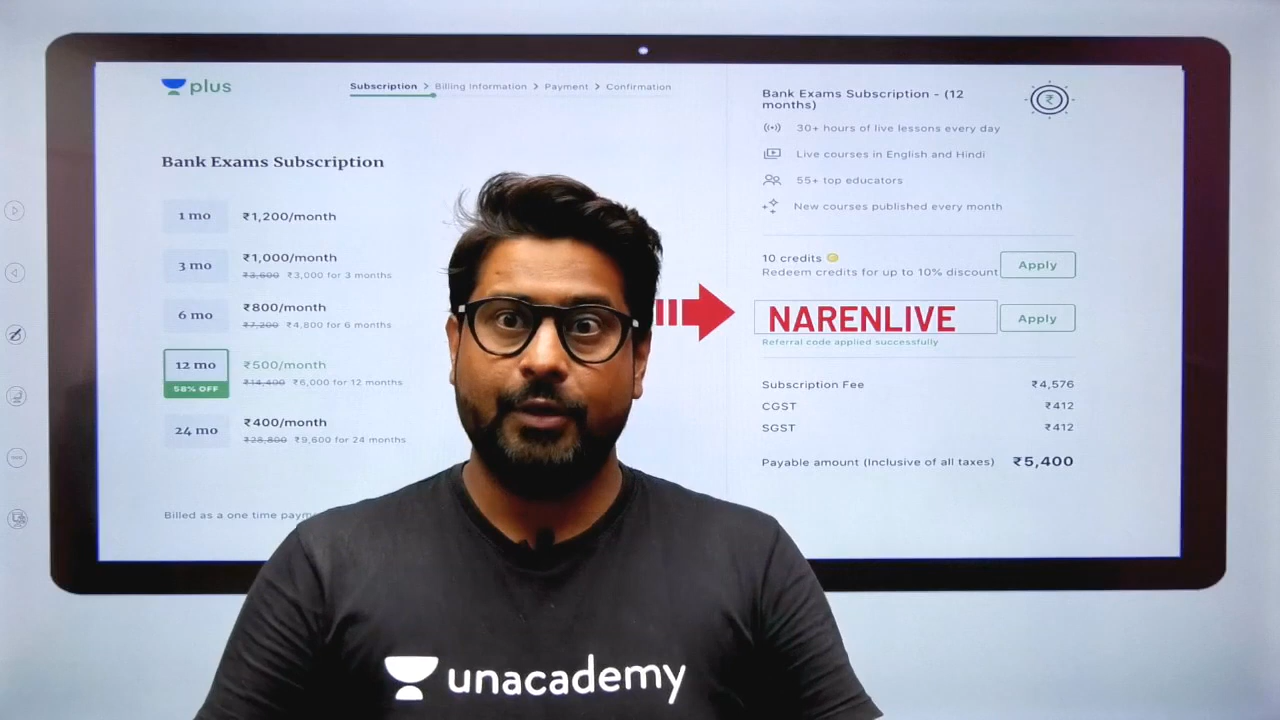 plus
Subscription > Billing Information > Payment > Confirmation
Bank Exams Subscription
1 mo ₹1,200/month
3 mo ₹1,000/month
₹3,600 ₹3,000 for 3 months
6 mo ₹800/month
₹7,200 ₹4,800 for 6 months
12 mo ₹500/month
58% OFF ₹14,400 ₹6,000 for 12 months
24 mo ₹400/month
₹28,800 ₹9,600 for 24 months
Billed as a one time
Bank Exams Subscription - (12
months)
30+ hours of live lessons every day
Live courses in English and Hindi
55+ top educators
New courses published every month
10 credits
Redeem credits for up to 10% discount
Apply
NARENLIVE
Apply
Referral code applied successfully
Subscription Fee ₹4,576
CGST ₹412
SGST ₹412
Payable amount (Inclusive of all taxes) ₹5,400
unacademy